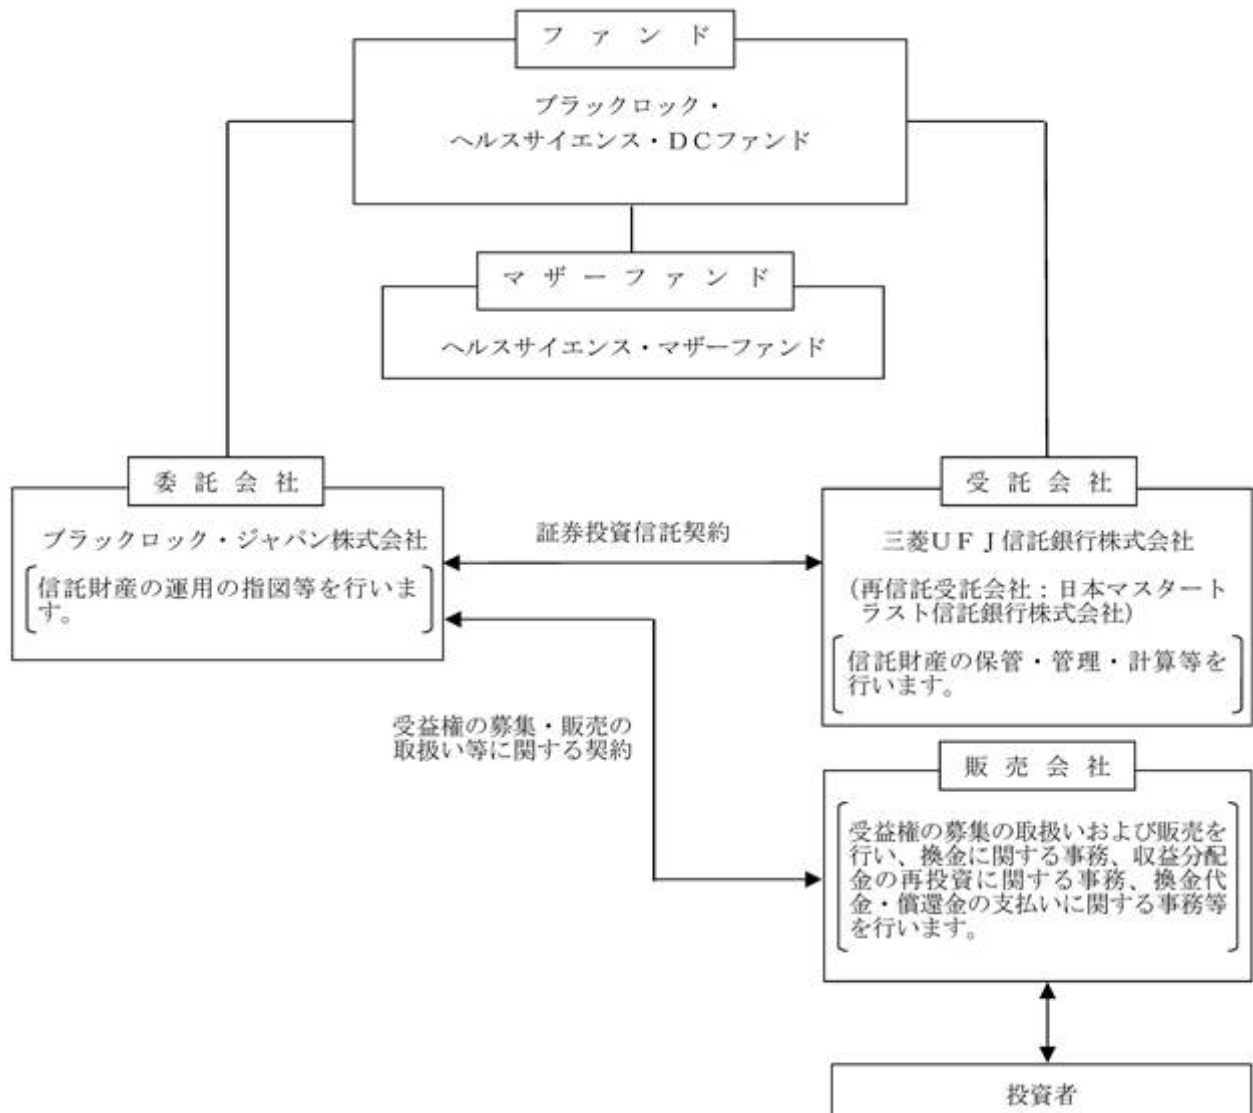 ファンド
ブラックロック・
ヘルスサイエンス・DCファンド
マザーファンド
ヘルスサイエンス・マザーファンド
委託会社
ブラックロック・ジャパン株式会社
信託財産の運用の指図等を行いま
す。
証券投資信託契約
受託会社
三菱UFJ信託銀行株式会社
(再信託受託会社:日本マスタート
ラスト信託銀行株式会社)
信託財産の保管・管理・計算等を
行います。
受益権の募集・販売の
取扱い等に関する契約
販売会社
受益権の募集の取扱いおよび販売を
行い、換金に関する事務、収益分配
金の再投資に関する事務、換金代
金・償還金の支払いに関する事務等
を行います。
投資者